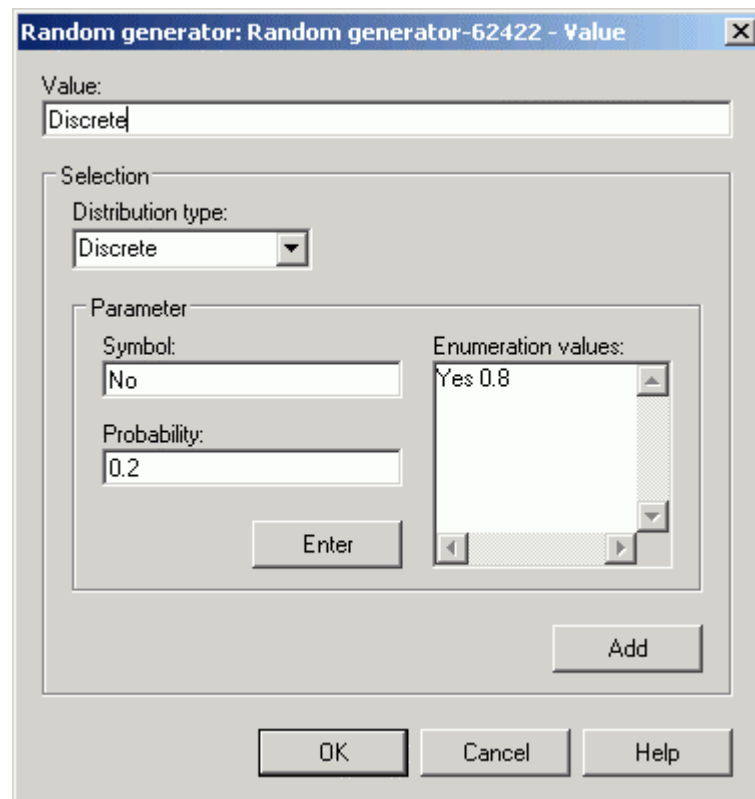 Random generator: Random generator-62422 - Value
Value:
Discrete
Selection
Distribution type:
Discrete
Parameter
Symbol:
No
Enumeration values:
Yes 0.8
Probability:
0.2
Enter
Add
OK
Cancel
Help